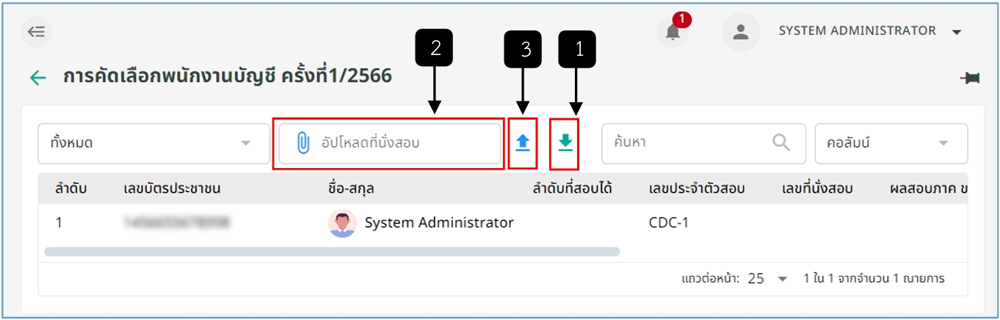 1
SYSTEM ADMINISTRATOR
2
3
1
การคัดเลือกพนักงานบัญชี ครั้งที่1/2566
ทั้งหมด
อัปโหลดที่นั่งสอบ
ค้นหา
คอลัมน์
ลำดับ เลขบัตรประชาชน ชื่อ-สกุล ลำดับที่สอบได้ เลขประจำตัวสอบ เลขที่นั่งสอบ ผลสอบภาค ข
1 System Administrator CDC-1
แถวต่อหน้า: 25 1 ใน 1 จากจำนวน 1 ณายการ